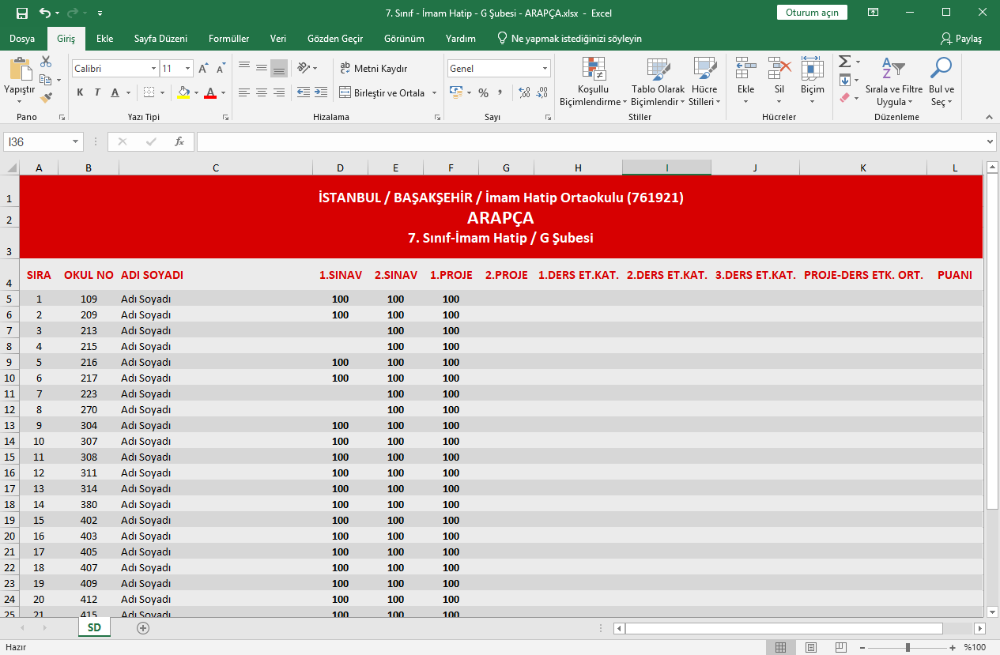 7. Sınıf - İmam Hatip - G Şubesi - ARAPÇA.xlsx - Excel
Oturum açın
Dosya Giriş Ekle Sayfa Düzeni Formüller Veri Gözden Geçir Görünüm Yardım Ne yapmak istediğinizi söyleyin Paylaş
Yapıştır
Calibri 11
K T A A
Metni Kaydır
Birleştir ve Ortala
Genel
% ,
Koşullu Biçimlendirme
Tablo Olarak Biçimlendir
Hücre Stilleri
Ekle Sil Biçim
Sırala ve Filtre Uygula
Bul ve Seç
Pano Yazı Tipi Hizalama Sayı Stiller Hücreler Düzenleme
I36 fx
A B C D E F G H I J K L
1 İSTANBUL / BAŞAKŞEHİR / İmam Hatip Ortaokulu (761921)
2 ARAPÇA
3 7. Sınıf-İmam Hatip / G Şubesi
4 SIRA OKUL NO ADI SOYADI 1.SINAV 2.SINAV 1.PROJE 2.PROJE 1.DERS ET.KAT. 2.DERS ET.KAT. 3.DERS ET.KAT. PROJE-DERS ETK. ORT. PUANI
5 1 109 Adı Soyadı 100 100 100
6 2 209 Adı Soyadı 100 100 100
7 3 213 Adı Soyadı 100 100
8 4 215 Adı Soyadı 100 100
9 5 216 Adı Soyadı 100 100 100
10 6 217 Adı Soyadı 100 100 100
11 7 223 Adı Soyadı 100 100
12 8 270 Adı Soyadı 100 100
13 9 304 Adı Soyadı 100 100 100
14 10 307 Adı Soyadı 100 100 100
15 11 308 Adı Soyadı 100 100 100
16 12 311 Adı Soyadı 100 100 100
17 13 314 Adı Soyadı 100 100 100
18 14 380 Adı Soyadı 100 100 100
19 15 402 Adı Soyadı 100 100 100
20 16 403 Adı Soyadı 100 100 100
21 17 405 Adı Soyadı 100 100 100
22 18 407 Adı Soyadı 100 100 100
23 19 409 Adı Soyadı 100 100 100
24 20 412 Adı Soyadı 100 100 100
25 21 415 Adı Soyadı 100 100 100
SD
Hazır %100